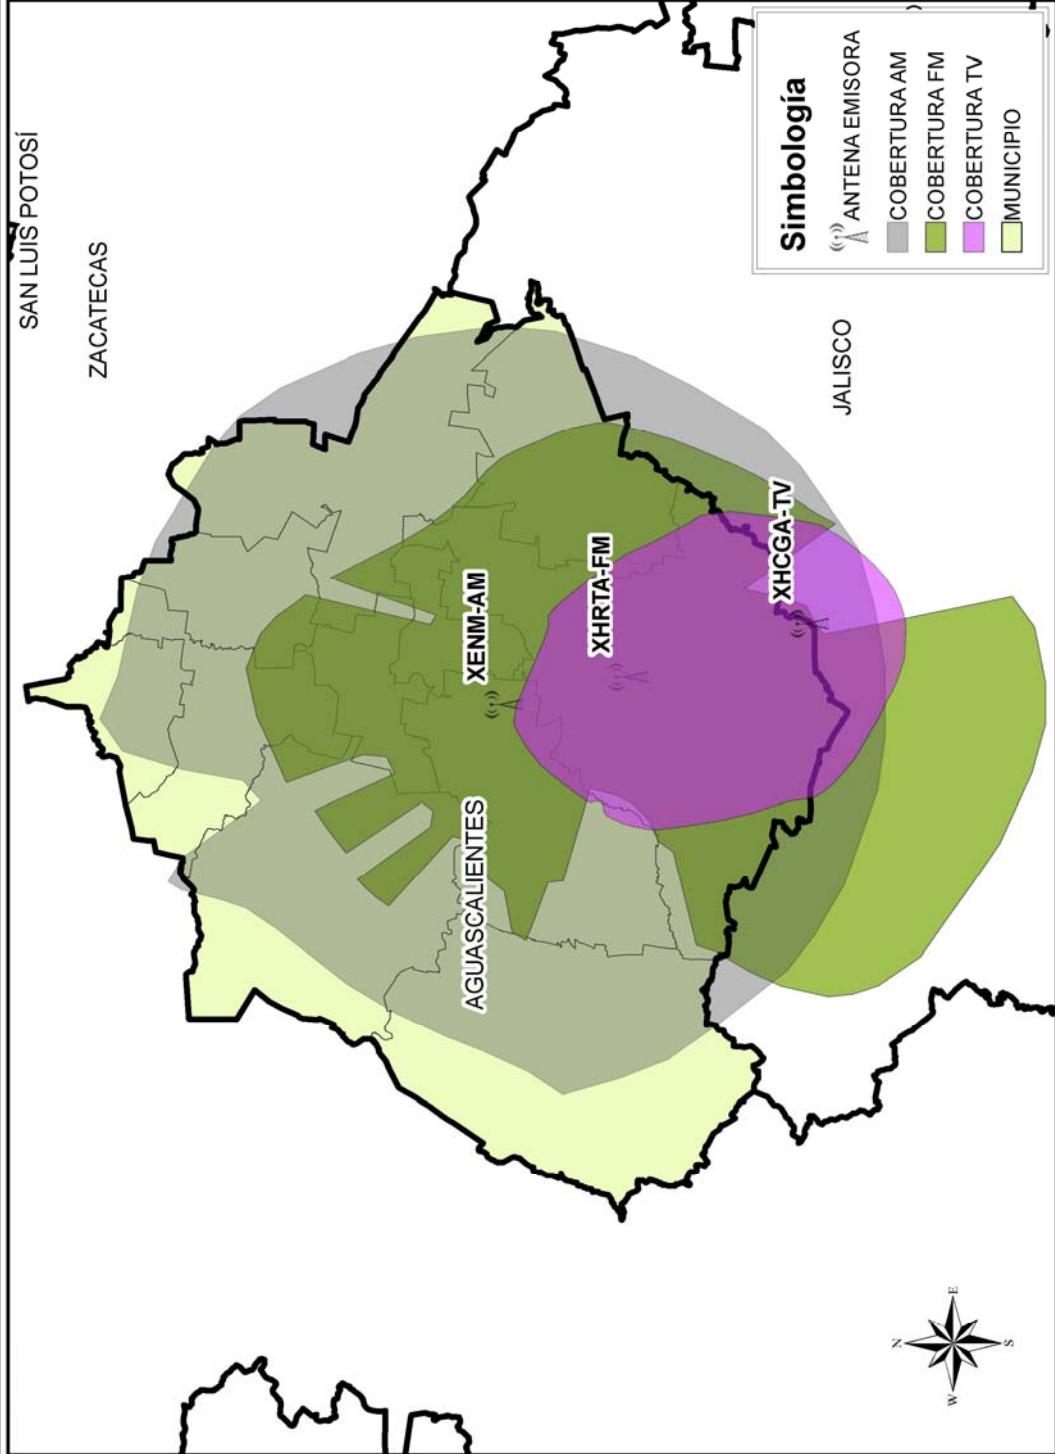 SAN LUIS POTOSÍ
ZACATECAS
XENM-AM
XHRTA-FM
XHCGA-TV
AGUASCALIENTES
JALISCO
Simbología
ANTENA EMISORA
COBERTURA AM
COBERTURA FM
COBERTURA TV
MUNICIPIO
N
W
E
S